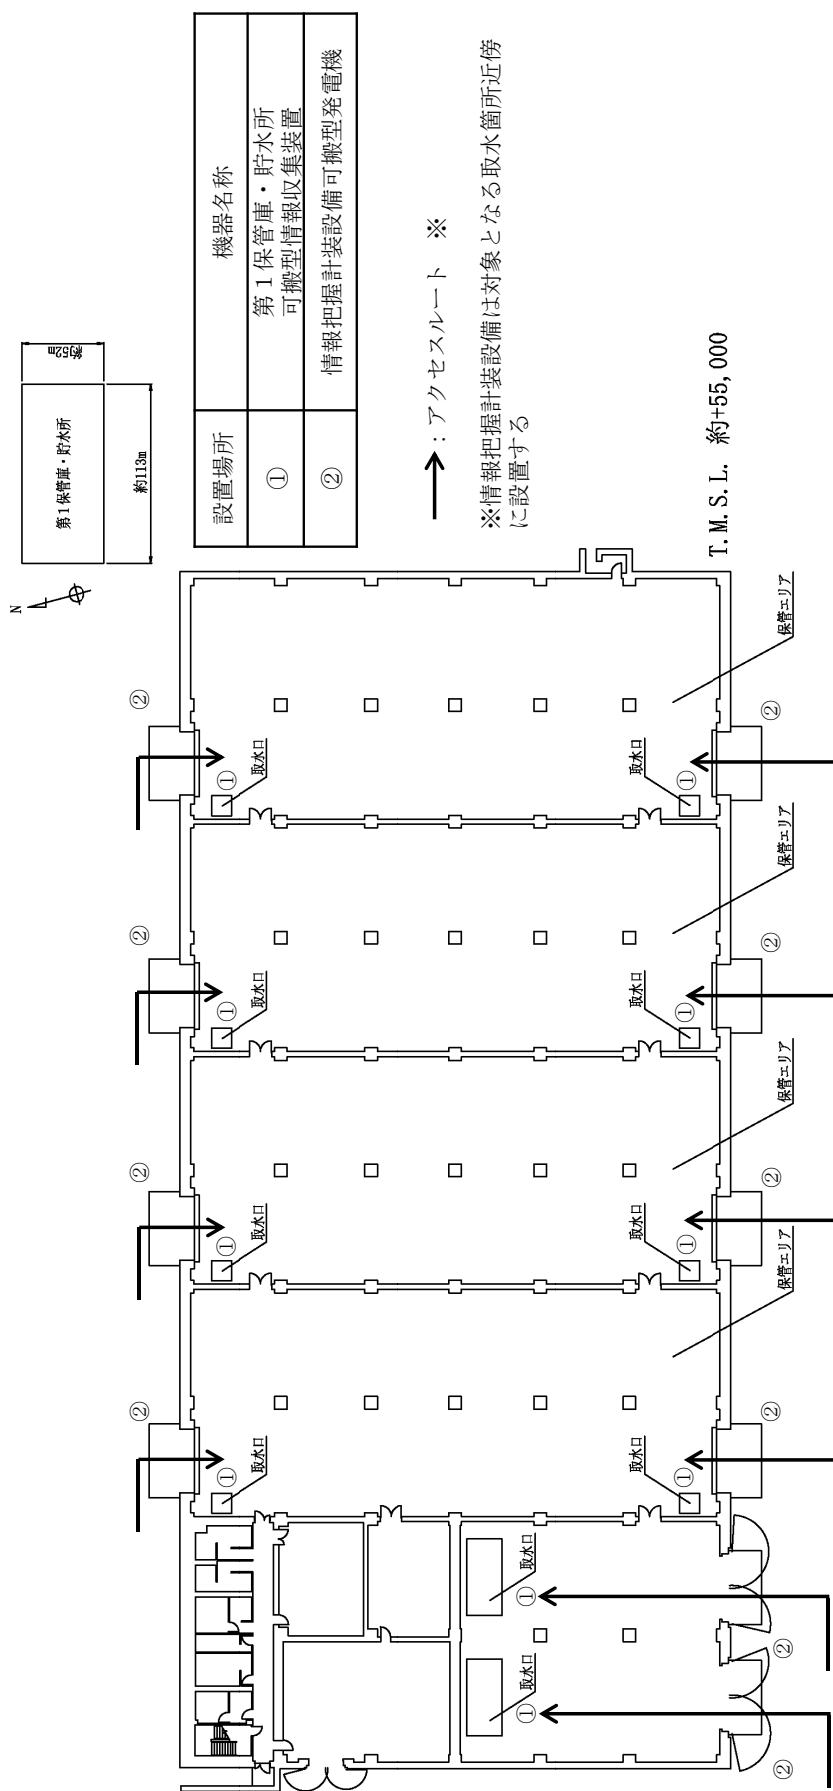 N
第1保管庫・貯水所
約52m
約113m
設置場所
機器名称
①
第1保管庫・貯水所
可搬型情報収集装置
②
情報把握計装設備可搬型発電機
：アクセスルート ※
※情報把握計装設備は対象となる取水箇所近傍
に設置する
T.M.S.L. 約+55,000
②
②
②
②
①
取水口
①
取水口
①
取水口
①
取水口
①
取水口
①
取水口
①
取水口
①
取水口
①
取水口
①
取水口
②
②
②
②
②
②
保管エリア
保管エリア
保管エリア
保管エリア